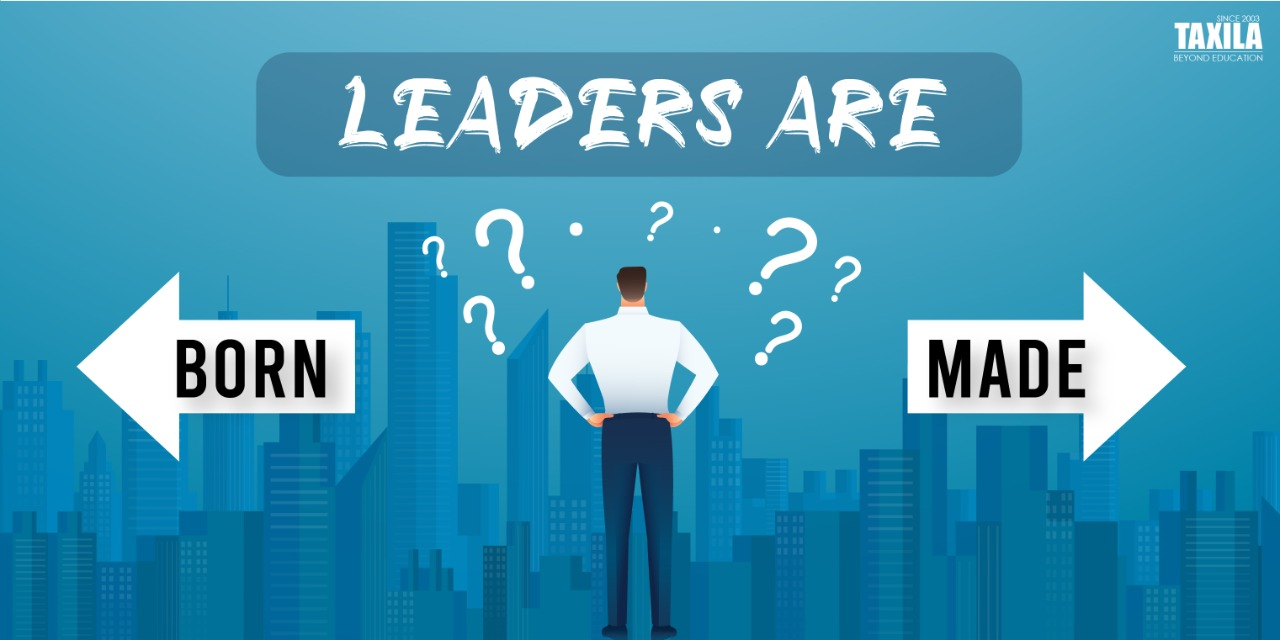 SINCE 2003
TAXILA
BEYOND EDUCATION
LEADERS ARE
? ? ? ? ? ? ?
BORN
MADE